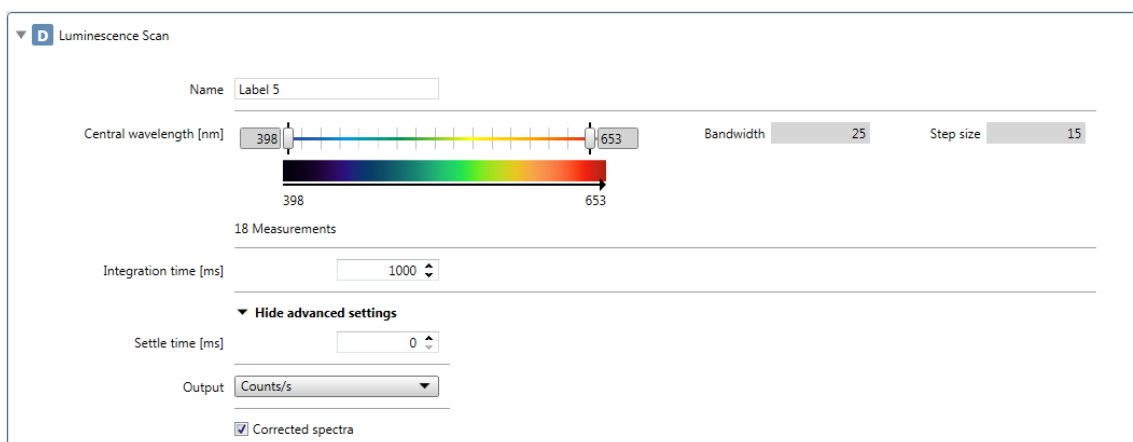 D Luminescence Scan
Name Label 5
Central wavelength [nm] 398 653 Bandwidth 25 Step size 15
398 653
18 Measurements
Integration time [ms] 1000
Hide advanced settings
Settle time [ms] 0
Output Counts/s
Corrected spectra